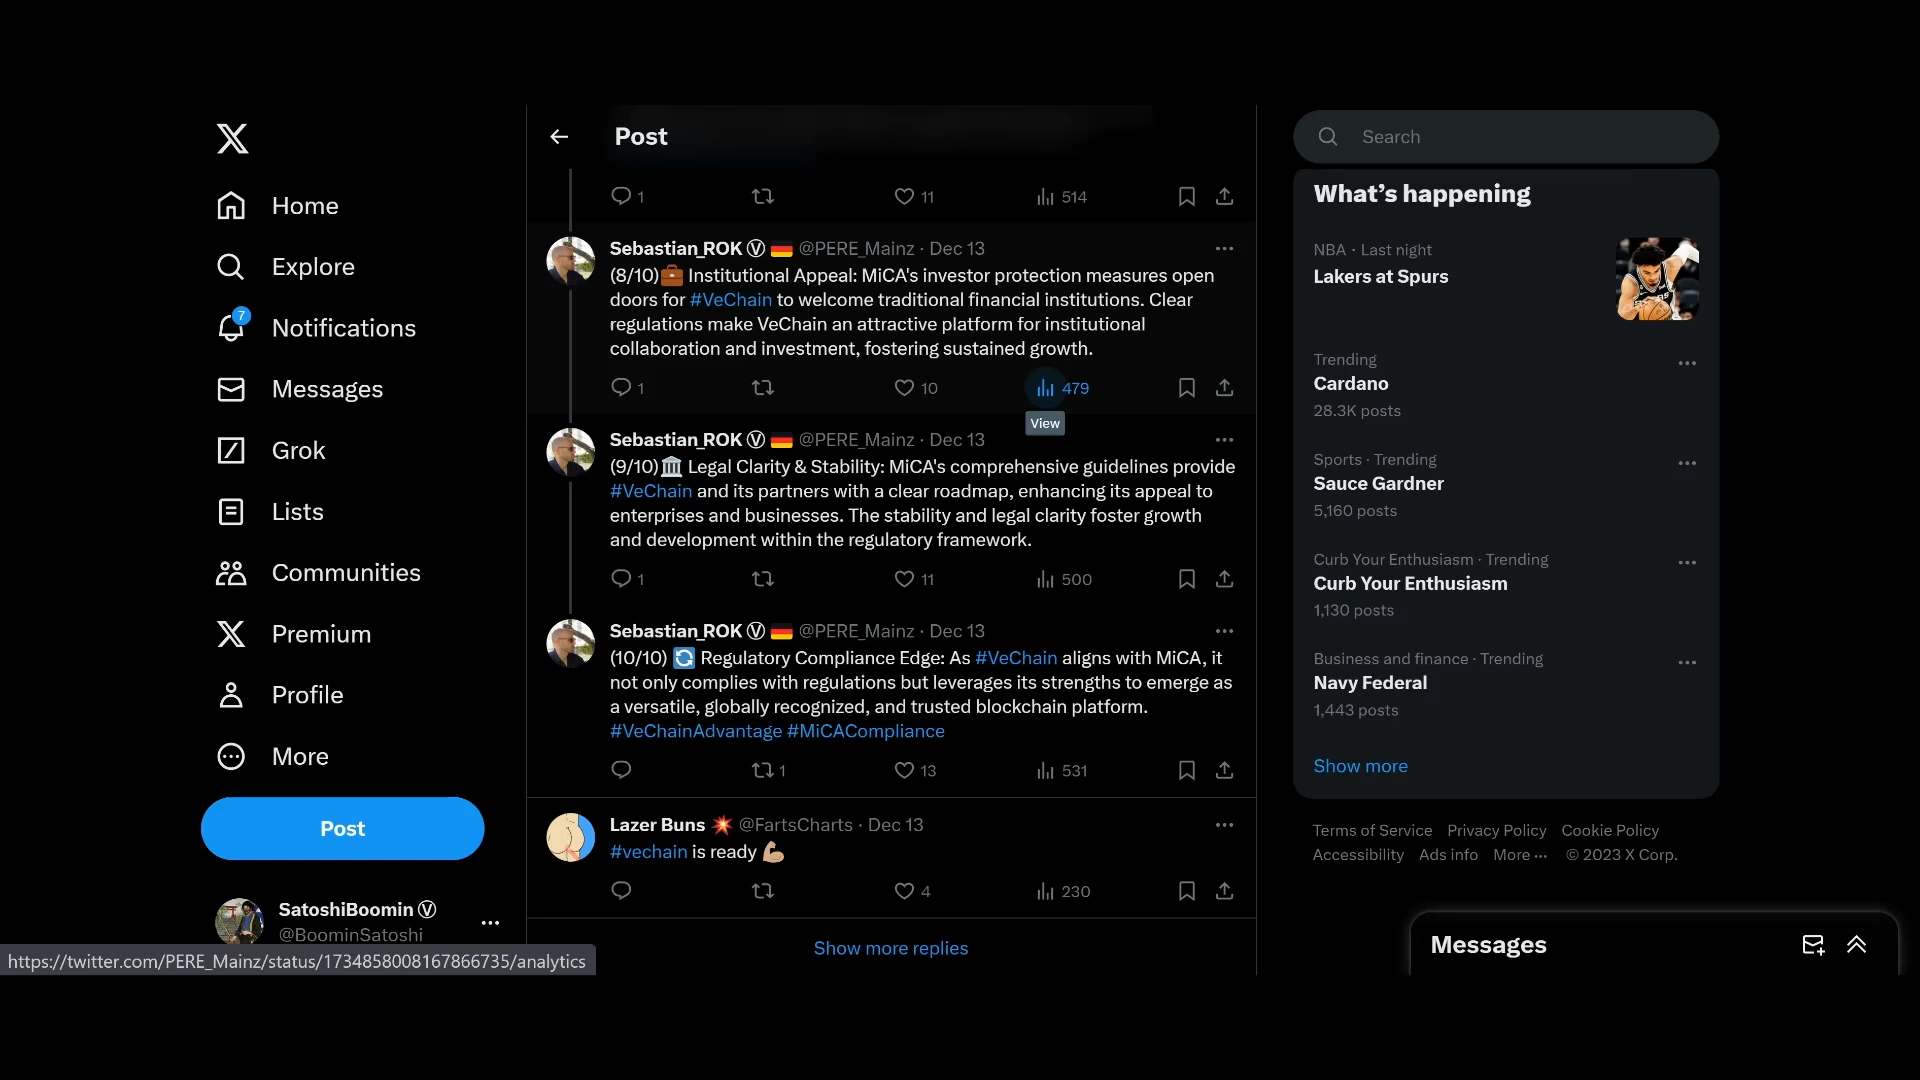 Post
Search
1
11
514
Home
Explore
7
Notifications
Messages
Grok
Lists
Communities
Premium
Profile
More
Post
SatoshiBoomin
@BoominSatoshi
https://twitter.com/PERE_Mainz/status/1734858008167866735/analytics
Sebastian_ROK Ⓥ 🇩🇪 @PERE_Mainz · Dec 13
(8/10)💼 Institutional Appeal: MiCA's investor protection measures open
doors for #VeChain to welcome traditional financial institutions. Clear
regulations make VeChain an attractive platform for institutional
collaboration and investment, fostering sustained growth.
1
10
479
View
Sebastian_ROK Ⓥ 🇩🇪 @PERE_Mainz · Dec 13
(9/10)🏛️ Legal Clarity & Stability: MiCA's comprehensive guidelines provide
#VeChain and its partners with a clear roadmap, enhancing its appeal to
enterprises and businesses. The stability and legal clarity foster growth
and development within the regulatory framework.
1
11
500
Sebastian_ROK Ⓥ 🇩🇪 @PERE_Mainz · Dec 13
(10/10) 🔄 Regulatory Compliance Edge: As #VeChain aligns with MiCA, it
not only complies with regulations but leverages its strengths to emerge as
a versatile, globally recognized, and trusted blockchain platform.
#VeChainAdvantage #MiCACompliance
1
13
531
Lazer Buns 💥 @FartsCharts · Dec 13
#vechain is ready 💪🏼
4
230
Show more replies
What's happening
NBA · Last night
Lakers at Spurs
Trending
Cardano
28.3K posts
Sports · Trending
Sauce Gardner
5,160 posts
Curb Your Enthusiasm · Trending
Curb Your Enthusiasm
1,130 posts
Business and finance · Trending
Navy Federal
1,443 posts
Show more
Terms of Service Privacy Policy Cookie Policy
Accessibility Ads info More ··· © 2023 X Corp.
Messages